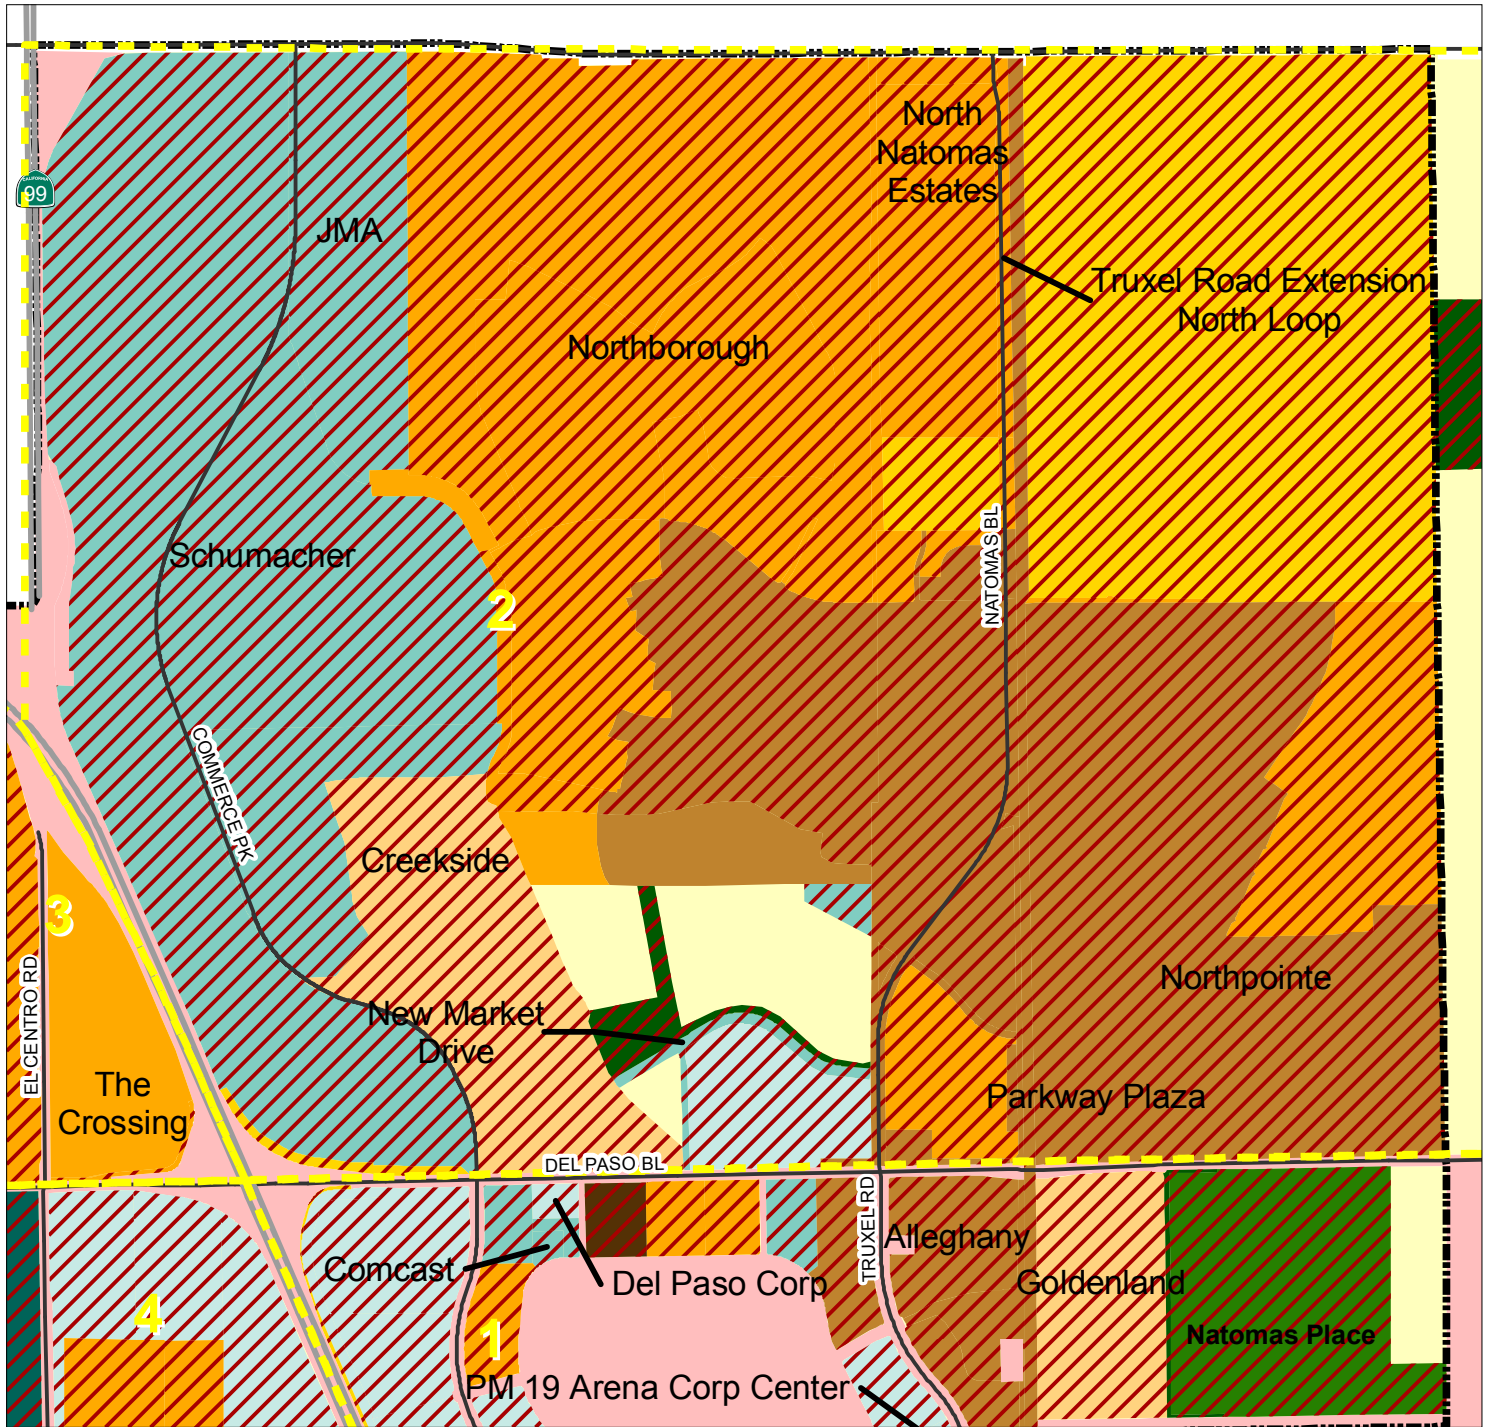 North
Natomas
Estates
CALIFORNIA
99
JMA
Truxel Road Extension
North Loop
Northborough
NATOMAS BL
Schumacher
2
COMMERCE PK
Creekside
3
EL CENTRO RD
Northpointe
New Market
Drive
The
Crossing
Parkway Plaza
DEL PASO BL
TRUXEL RD
Alleghany
Comcast
Del Paso Corp
Goldenland
4
1
Natomas Place
PM 19 Arena Corp Center